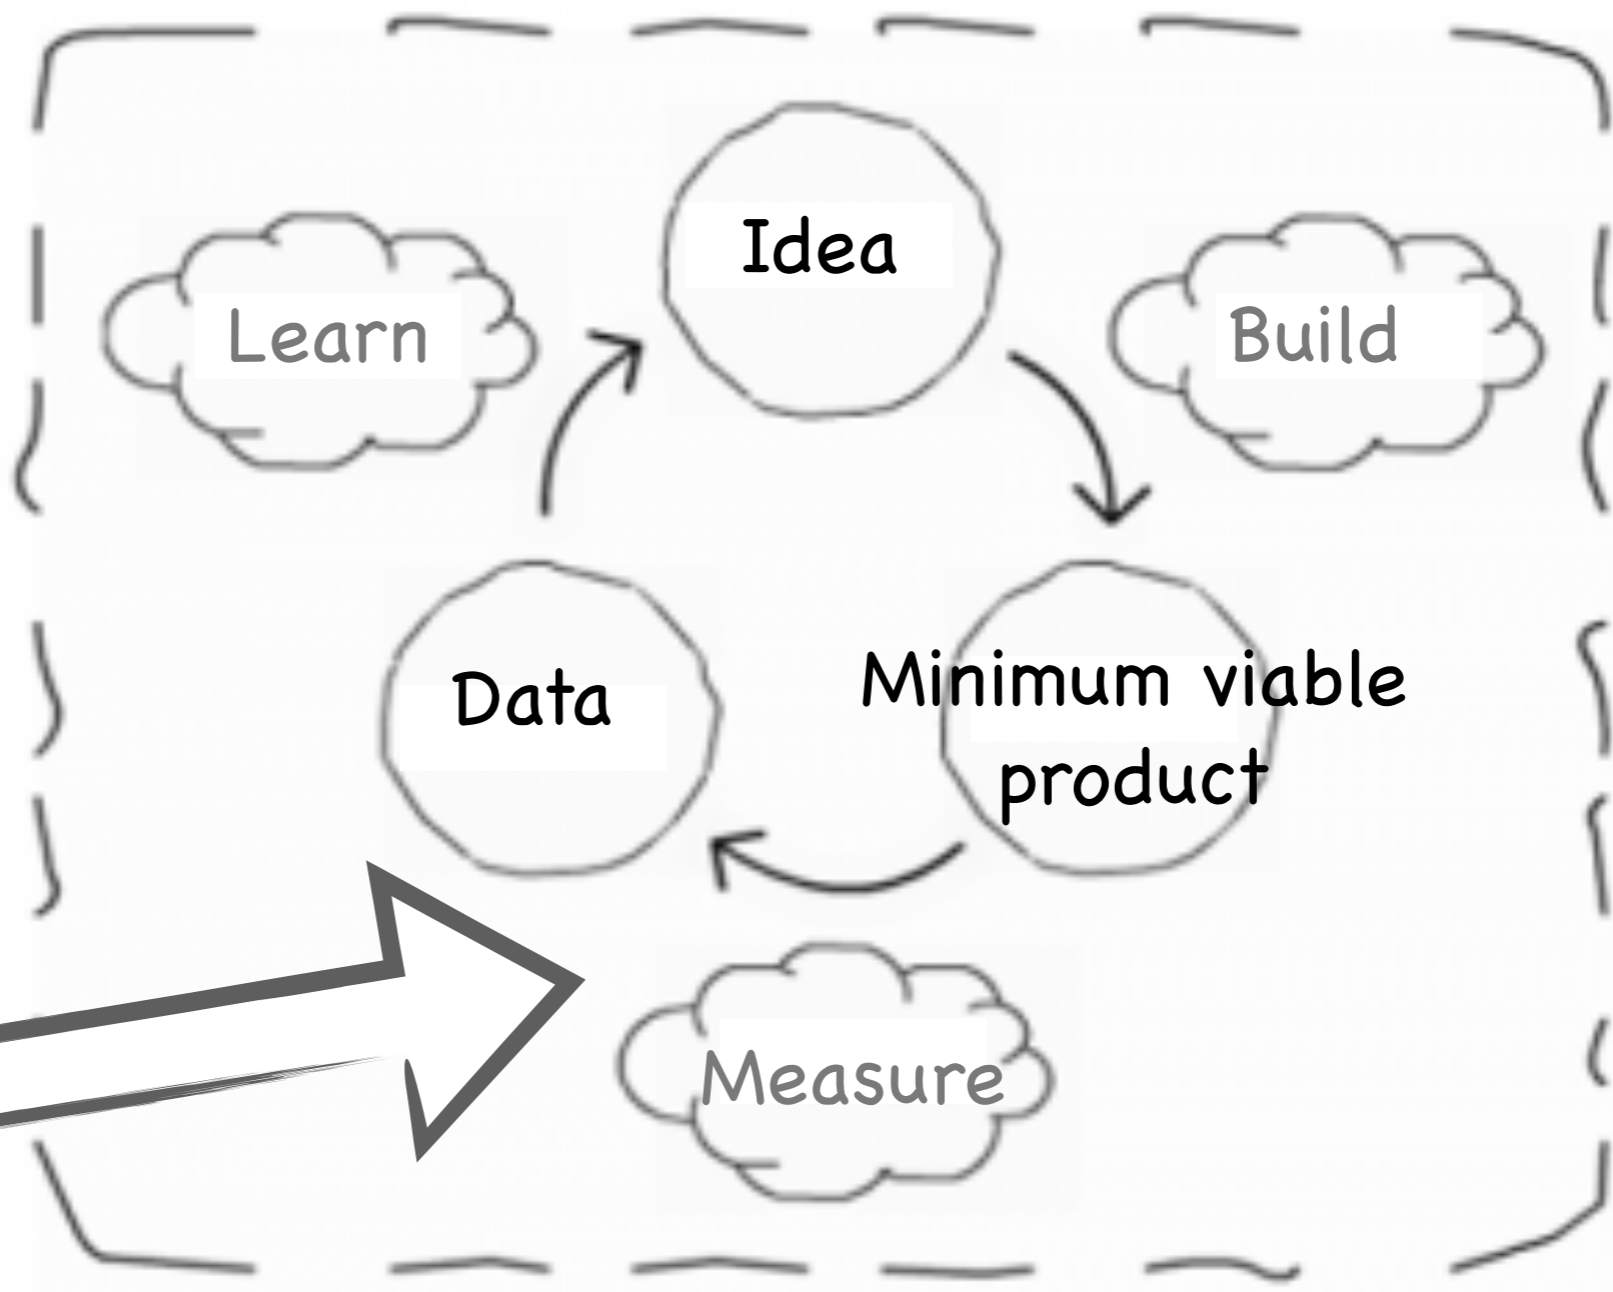 Idea
Learn
Build
Data
Minimum viable
product
Measure